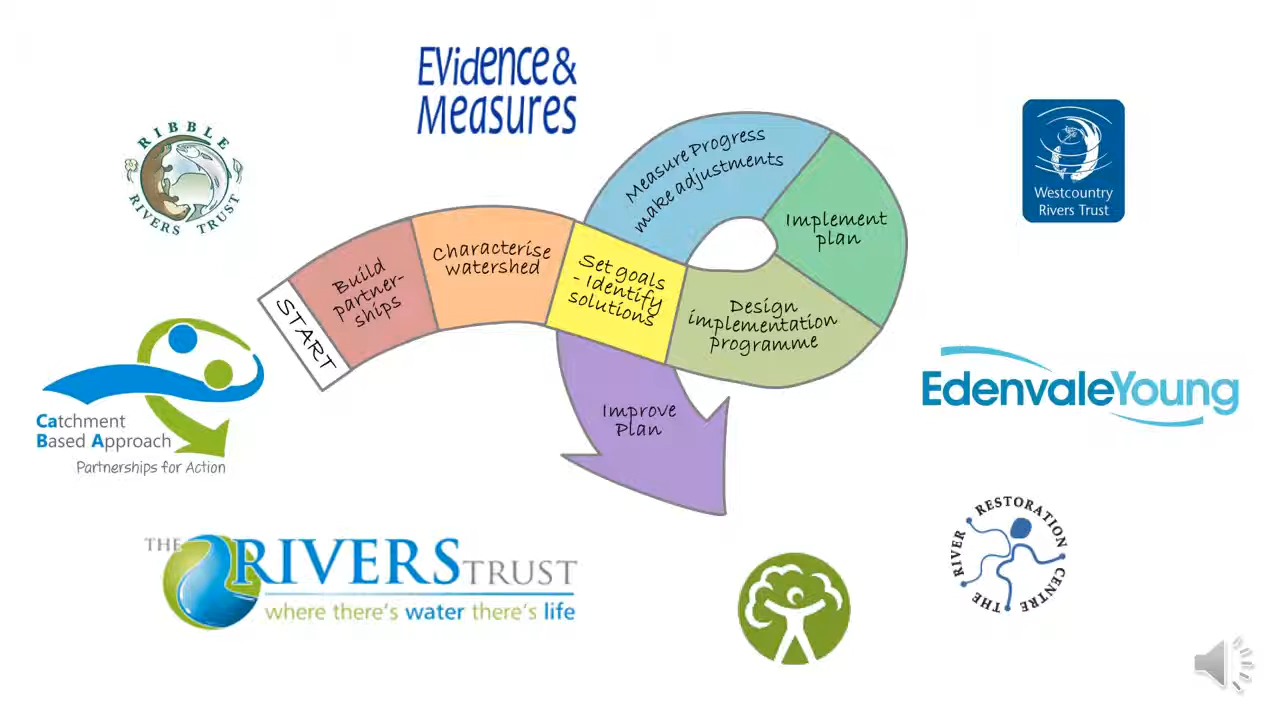 Evidence &
Measures
RIBBLE
RIVERS TRUST
Westcountry
Rivers Trust
START
Build
partner-
ships
Characterise
watershed
Set goals
- Identify
solutions
Measure Progress
make adjustments
Implement
plan
Design
implementation
programme
Improve
Plan
Catchment
Based Approach
Partnerships for Action
EdenvaleYoung
THE RIVERS TRUST
where there's water there's life
THE RIVER RESTORATION CENTRE